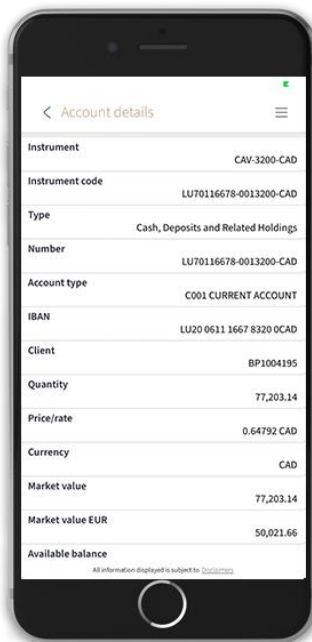 Account details
Instrument
CAV-3200-CAD
Instrument code
LU70116678-0013200-CAD
Type
Cash, Deposits and Related Holdings
Number
LU70116678-0013200-CAD
Account type
C001 CURRENT ACCOUNT
IBAN
LU20 0611 1667 8320 0CAD
Client
BP1004195
Quantity
77,203.14
Price/rate
0.64792 CAD
Currency
CAD
Market value
77,203.14
Market value EUR
50,021.66
Available balance
All information displayed is subject to Disclaimers